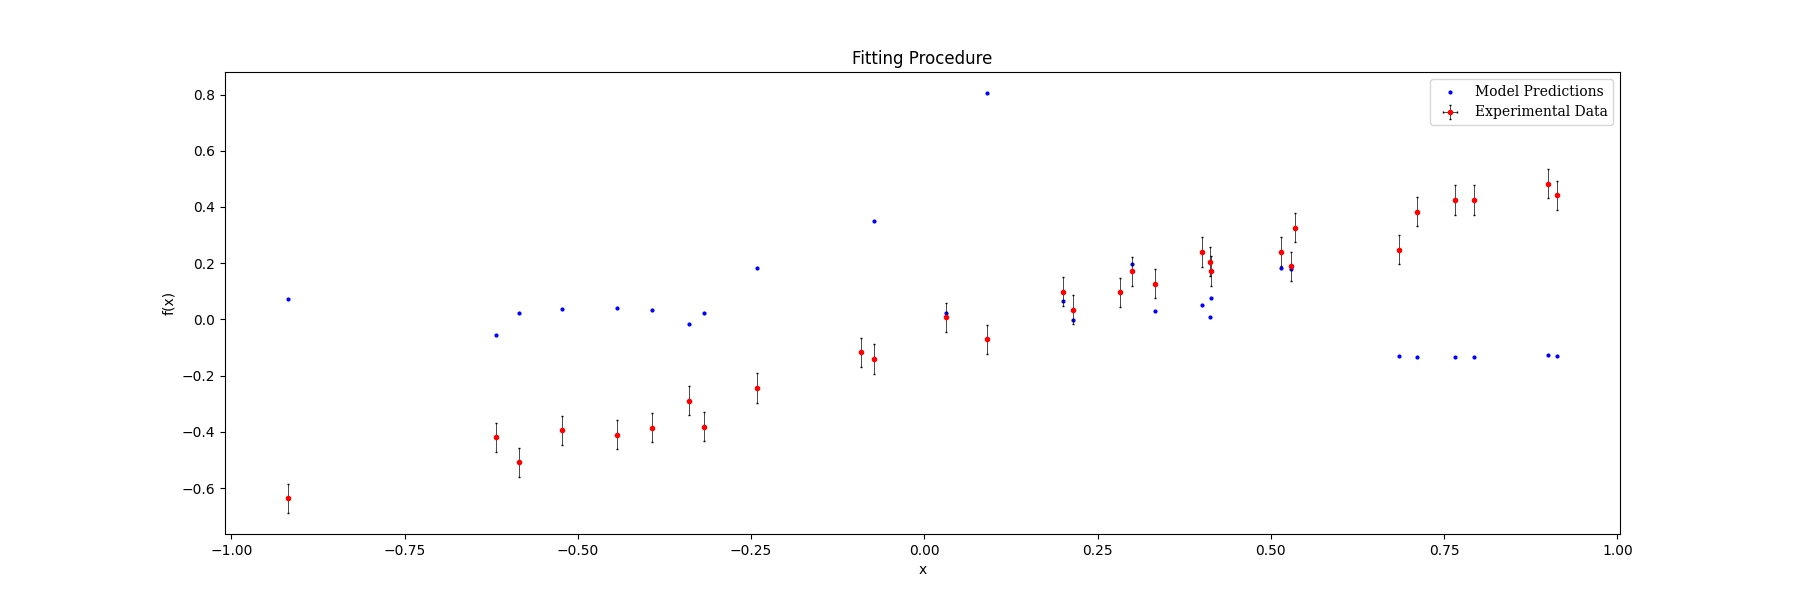 Fitting Procedure
Model Predictions
Experimental Data
f(x)
0.8
0.6
0.4
0.2
0.0
−0.2
−0.4
−0.6
−1.00 −0.75 −0.50 −0.25 0.00 0.25 0.50 0.75 1.00
x